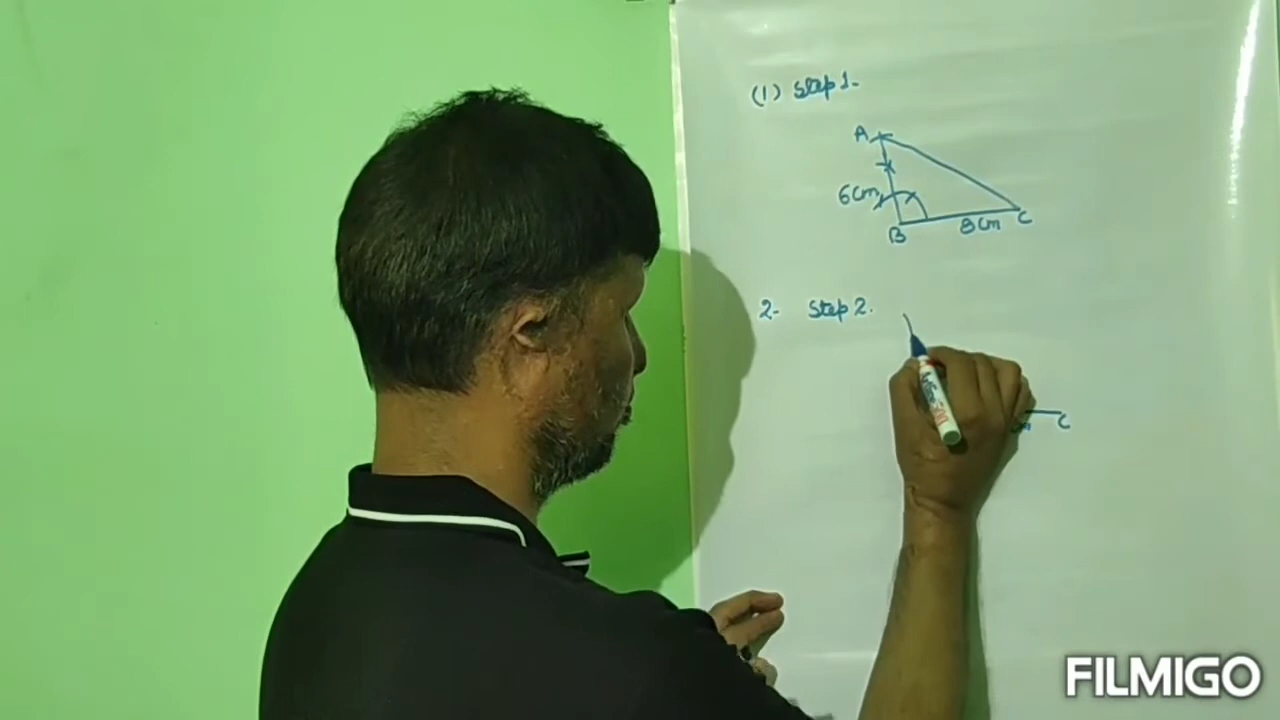 (1) Step 1.
A
6cm
B 8cm C
2. Step 2.
C
FILMIGO